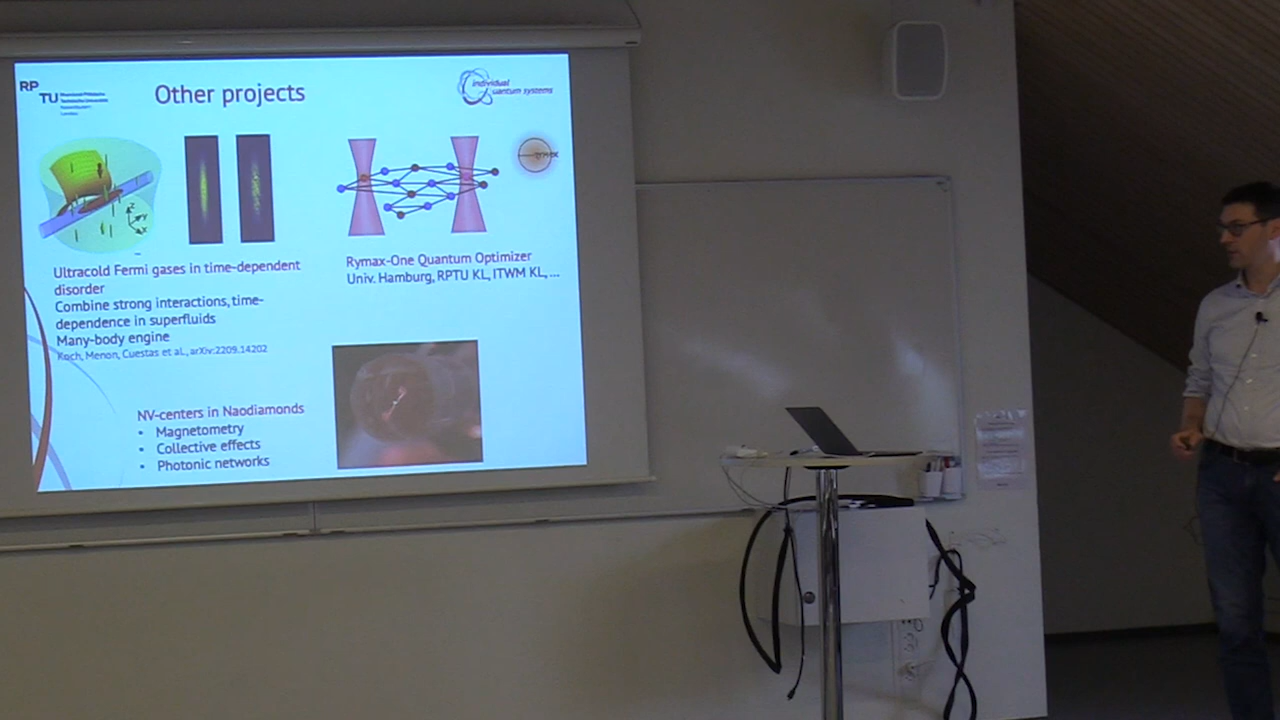 RP
TU
Other projects
individual
quantum systems
z
y
x
Ultracold Fermi gases in time-dependent
disorder
Combine strong interactions, time-
dependence in superfluids
Many-body engine
Koch, Menon, Cuestas et al., arXiv:2209.14202
Rymax-One Quantum Optimizer
Univ. Hamburg, RPTU KL, ITWM KL, ...
NV-centers in Naodiamonds
• Magnetometry
• Collective effects
• Photonic networks